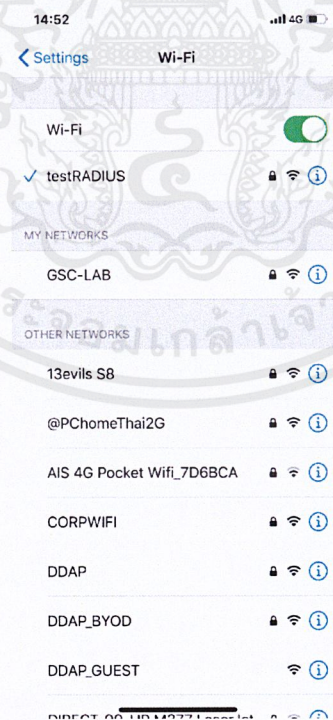 14:52
4G
Settings
Wi-Fi
Wi-Fi
testRADIUS
MY NETWORKS
GSC-LAB
OTHER NETWORKS
13evils S8
@PChomeThai2G
AIS 4G Pocket Wifi_7D6BCA
CORPWIFI
DDAP
DDAP_BYOD
DDAP_GUEST